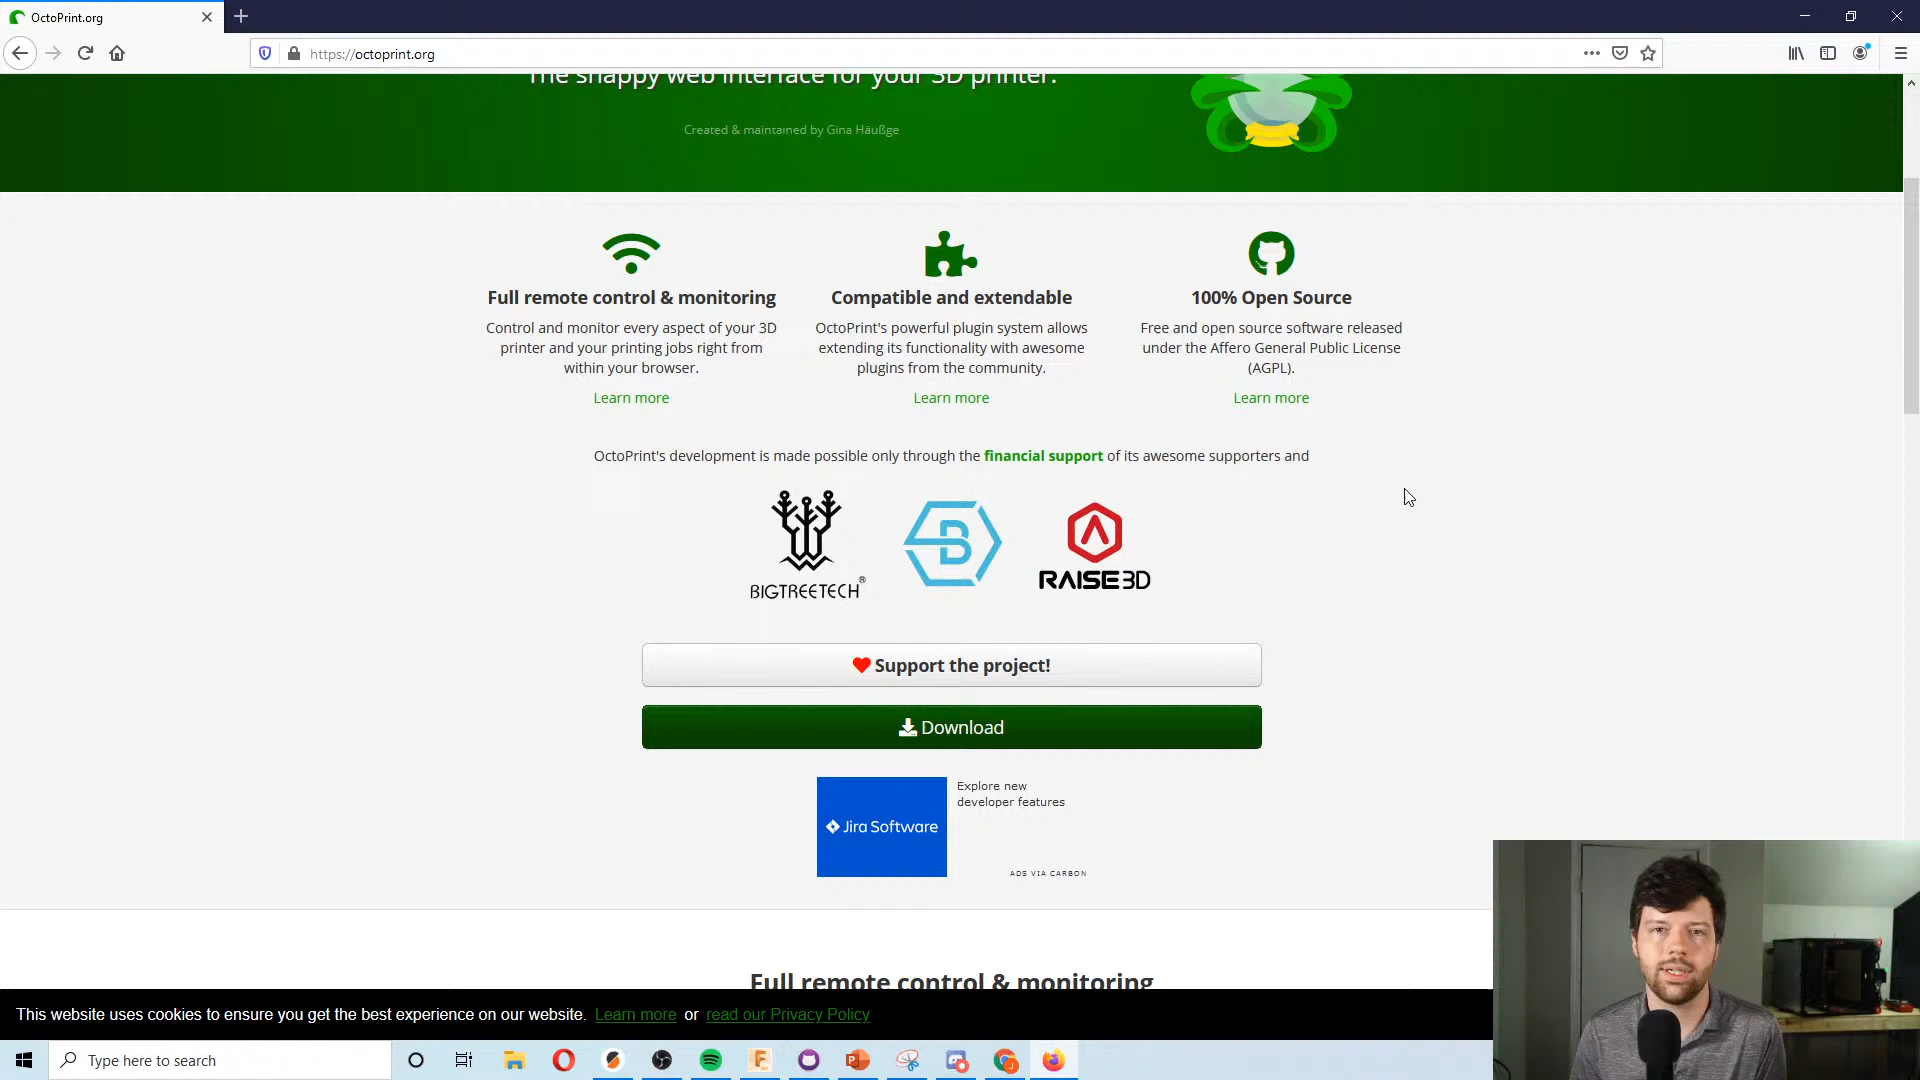 OctoPrint.org
https://octoprint.org
The snappy web interface for your 3D printer.
Created & maintained by Gina Häußge
Full remote control & monitoring
Control and monitor every aspect of your 3D
printer and your printing jobs right from
within your browser.
Learn more
Compatible and extendable
OctoPrint's powerful plugin system allows
extending its functionality with awesome
plugins from the community.
Learn more
100% Open Source
Free and open source software released
under the Affero General Public License
(AGPL).
Learn more
OctoPrint's development is made possible only through the financial support of its awesome supporters and
BIGTREETECH®
B
RAISE3D
Support the project!
Download
Jira Software
Explore new
developer features
ADS VIA CARBON
Full remote control & monitoring
This website uses cookies to ensure you get the best experience on our website. Learn more or read our Privacy Policy
Type here to search